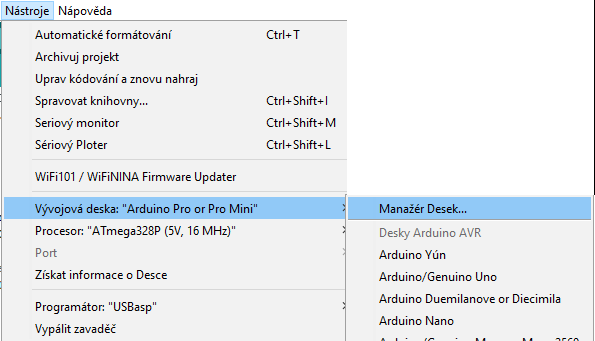 Nástroje Nápověda
Automatické formátování Ctrl+T
Archivuj projekt
Uprav kódování a znovu nahraj
Spravovat knihovny... Ctrl+Shift+I
Seriový monitor Ctrl+Shift+M
Sériový Ploter Ctrl+Shift+L
WiFi101 / WiFiNINA Firmware Updater
Vývojová deska: "Arduino Pro or Pro Mini"
Manažér Desek...
Procesor: "ATmega328P (5V, 16 MHz)"
Desky Arduino AVR
Port
Arduino Yún
Získat informace o Desce
Arduino/Genuino Uno
Programátor: "USBasp"
Arduino Duemilanove or Diecimila
Vypálit zavaděč
Arduino Nano